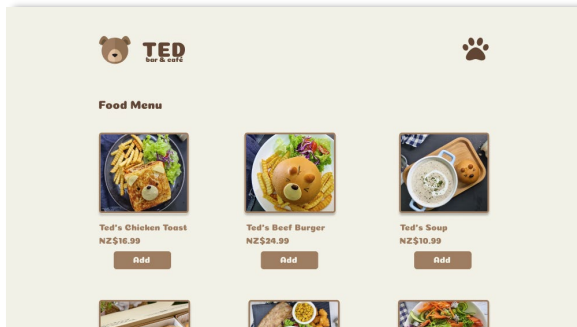 TED
bar & café
Food Menu
Ted's Chicken Toast
NZ$16.99
Add
Ted's Beef Burger
NZ$24.99
Add
Ted's Soup
NZ$10.99
Add